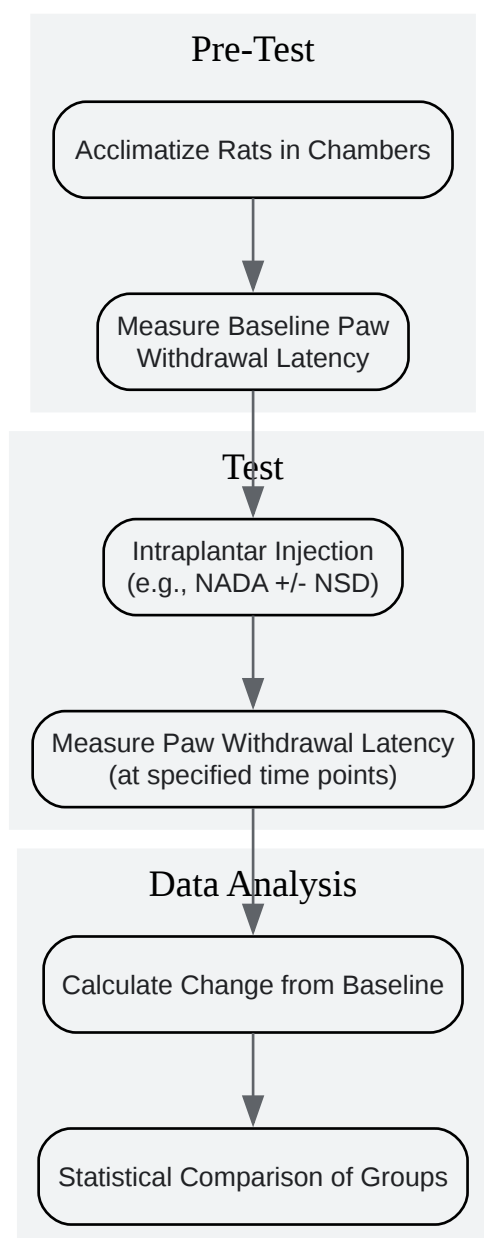 Pre-Test
Acclimatize Rats in Chambers
Measure Baseline Paw
Withdrawal Latency
Test
Intraplantar Injection
(e.g., NADA +/- NSD)
Measure Paw Withdrawal Latency
(at specified time points)
Data Analysis
Calculate Change from Baseline
Statistical Comparison of Groups